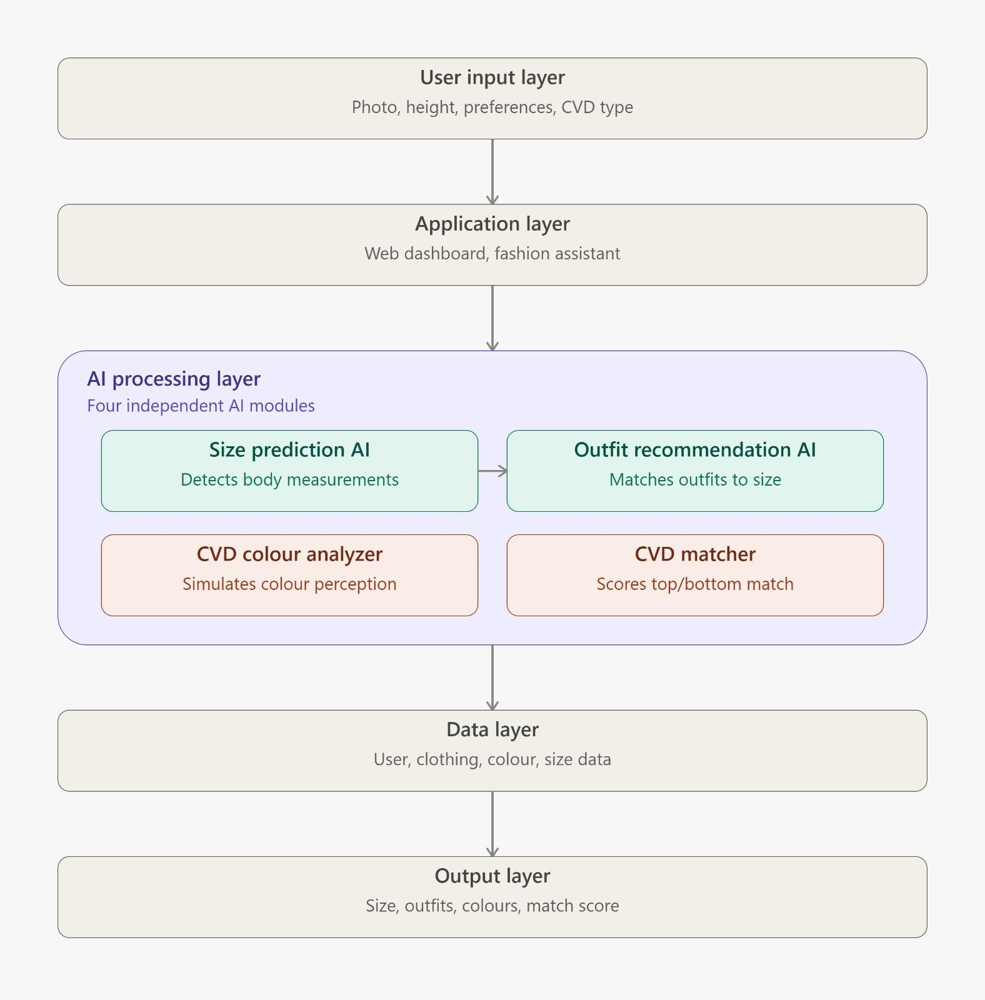 User input layer
Photo, height, preferences, CVD type
Application layer
Web dashboard, fashion assistant
AI processing layer
Four independent AI modules
Size prediction AI
Detects body measurements
Outfit recommendation AI
Matches outfits to size
CVD colour analyzer
Simulates colour perception
CVD matcher
Scores top/bottom match
Data layer
User, clothing, colour, size data
Output layer
Size, outfits, colours, match score